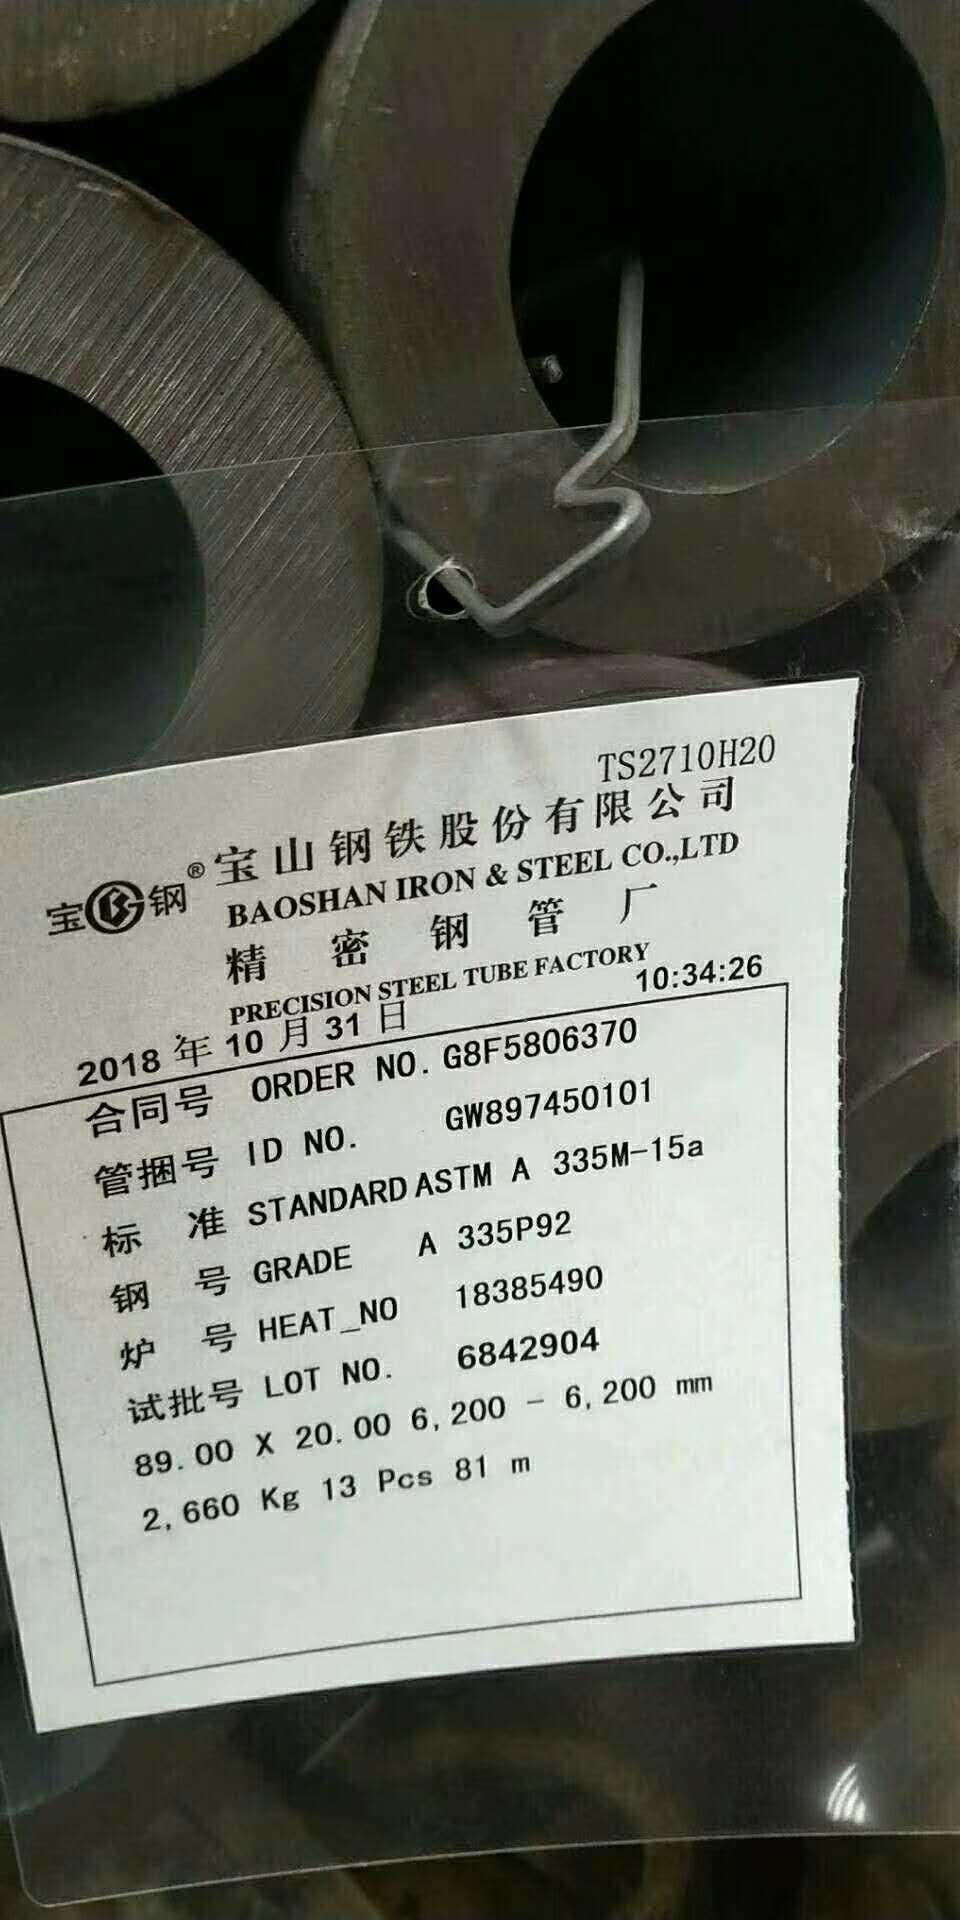 TS2710H20
宝钢® 宝山钢铁股份有限公司
BAOSHAN IRON & STEEL CO.,LTD
精密钢管厂
PRECISION STEEL TUBE FACTORY
2018 年 10 月 31 日 10:34:26
合同号 ORDER NO. G8F5806370
管捆号 ID NO. GW897450101
标 准 STANDARD ASTM A 335M-15a
钢 号 GRADE A 335P92
炉 号 HEAT_NO 18385490
试批号 LOT NO. 6842904
89.00 X 20.00 6,200 - 6,200 mm
2,660 Kg 13 Pcs 81 m